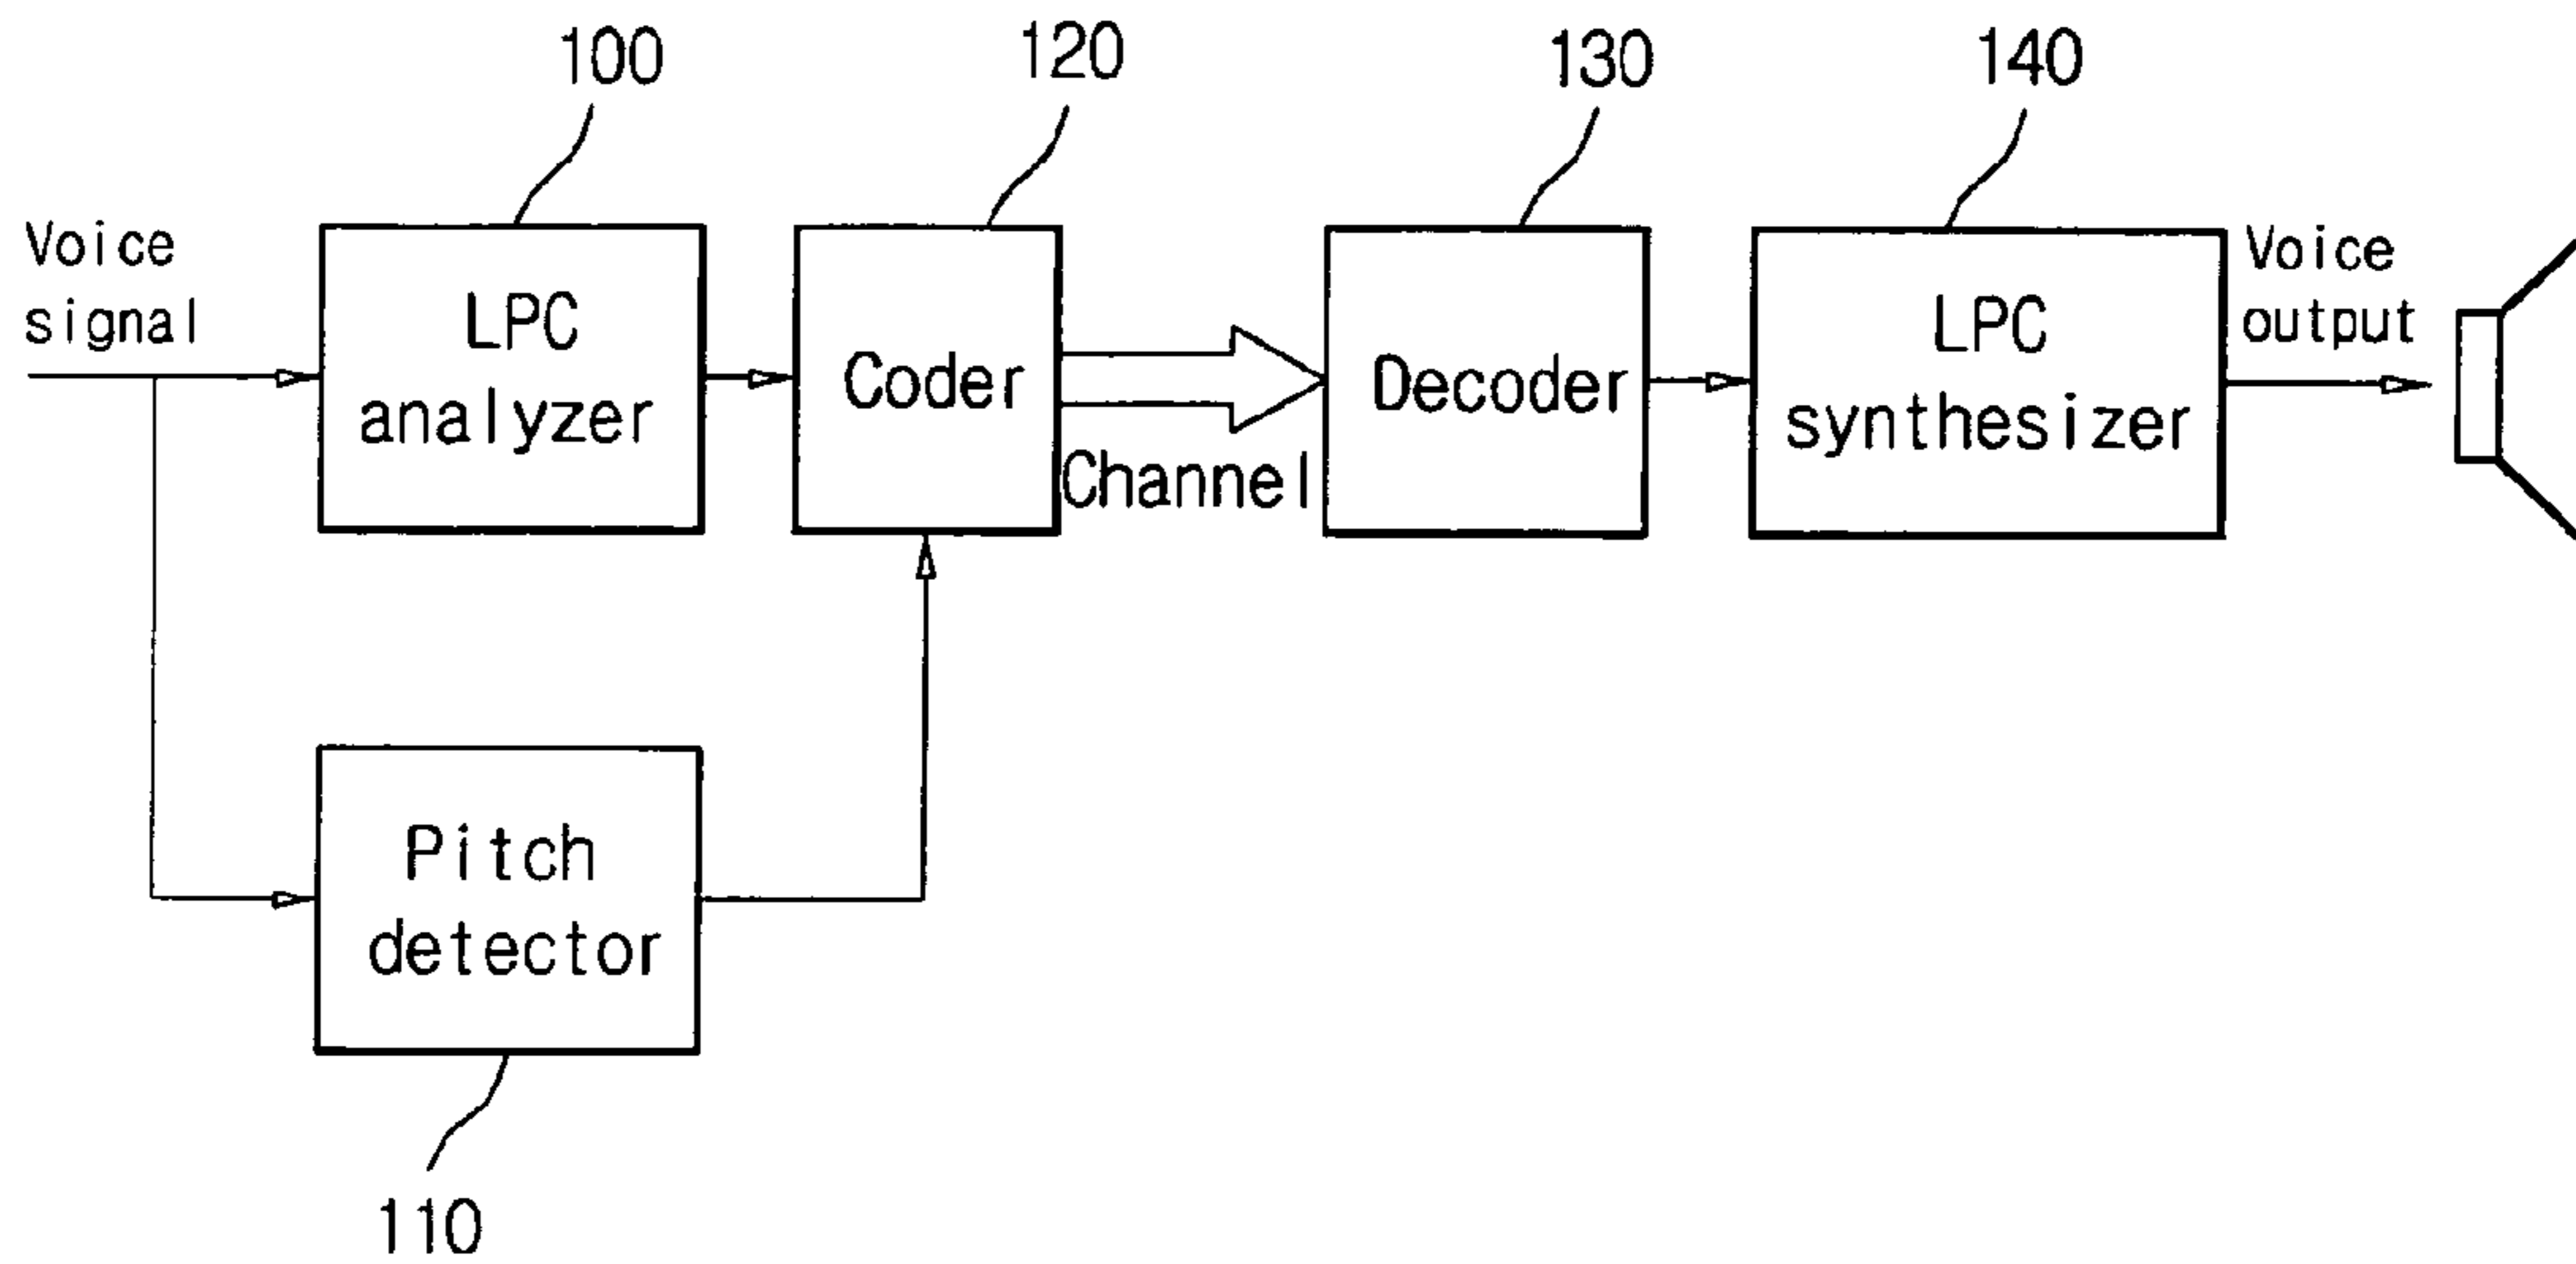 100
120
130
140
Voice
signal
LPC
analyzer
Coder
Channel
Decoder
LPC
synthesizer
Voice
output
Pitch
detector
110